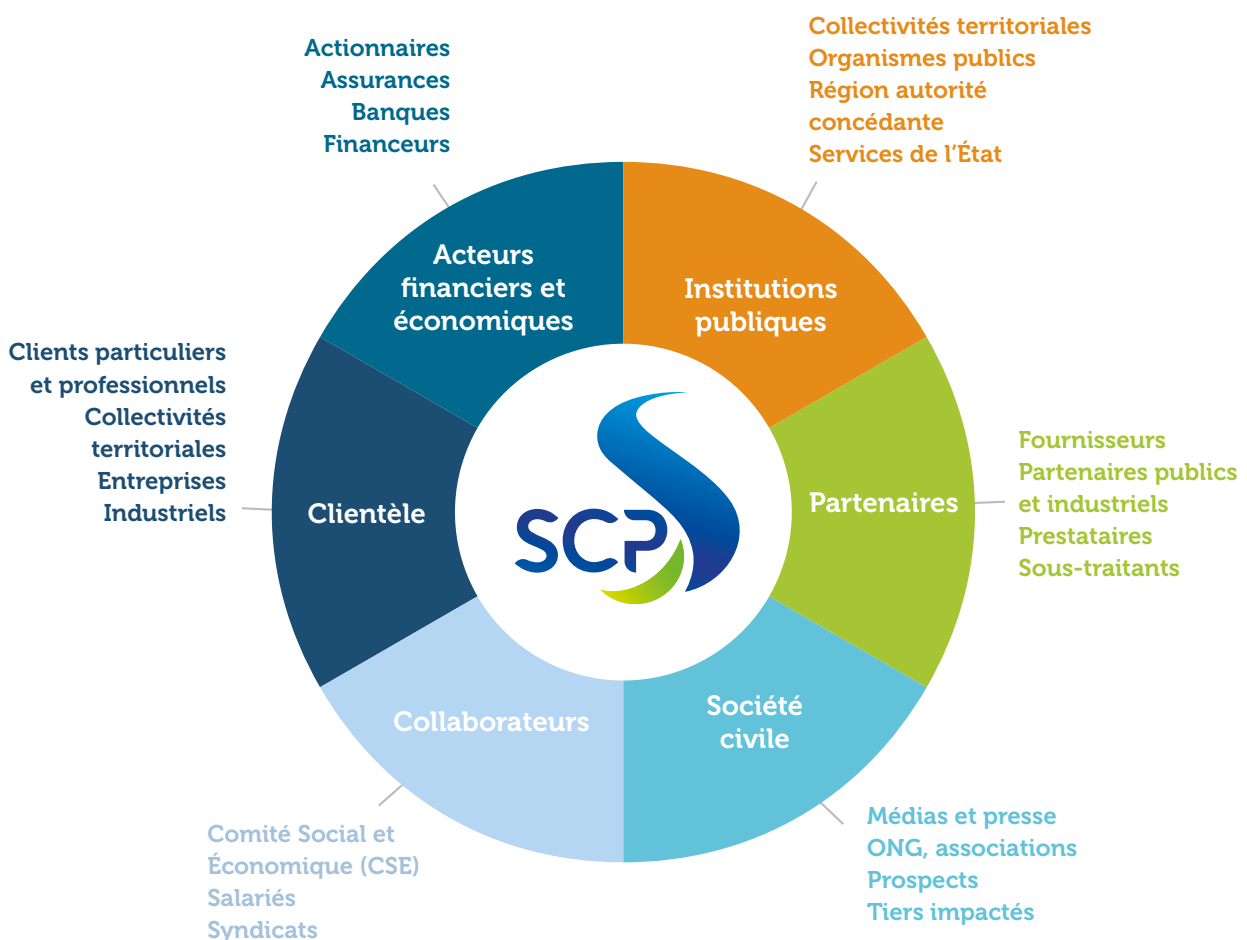 Actionnaires
Assurances
Banques
Financeurs
Collectivités territoriales
Organismes publics
Région autorité
concédante
Services de l'État
Acteurs
financiers et
économiques
Institutions
publiques
Clients particuliers
et professionnels
Collectivités
territoriales
Entreprises
Industriels
Clientèle
SCP
Partenaires
Fournisseurs
Partenaires publics
et industriels
Prestataires
Sous-traitants
Collaborateurs
Société
civile
Comité Social et
Économique (CSE)
Salariés
Syndicats
Médias et presse
ONG, associations
Prospects
Tiers impactés